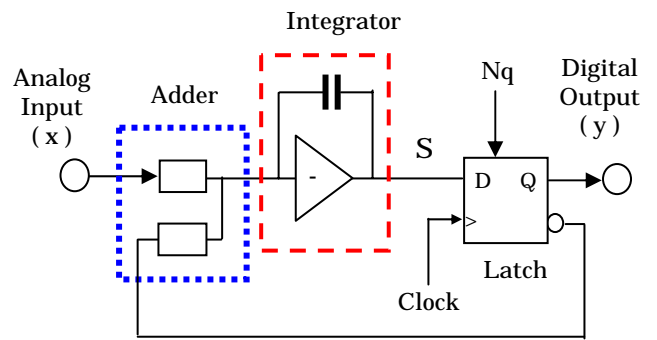 Integrator
Analog
Input
( x )
Adder
Nq
Digital
Output
( y )
S
-
D Q
>
Latch
Clock